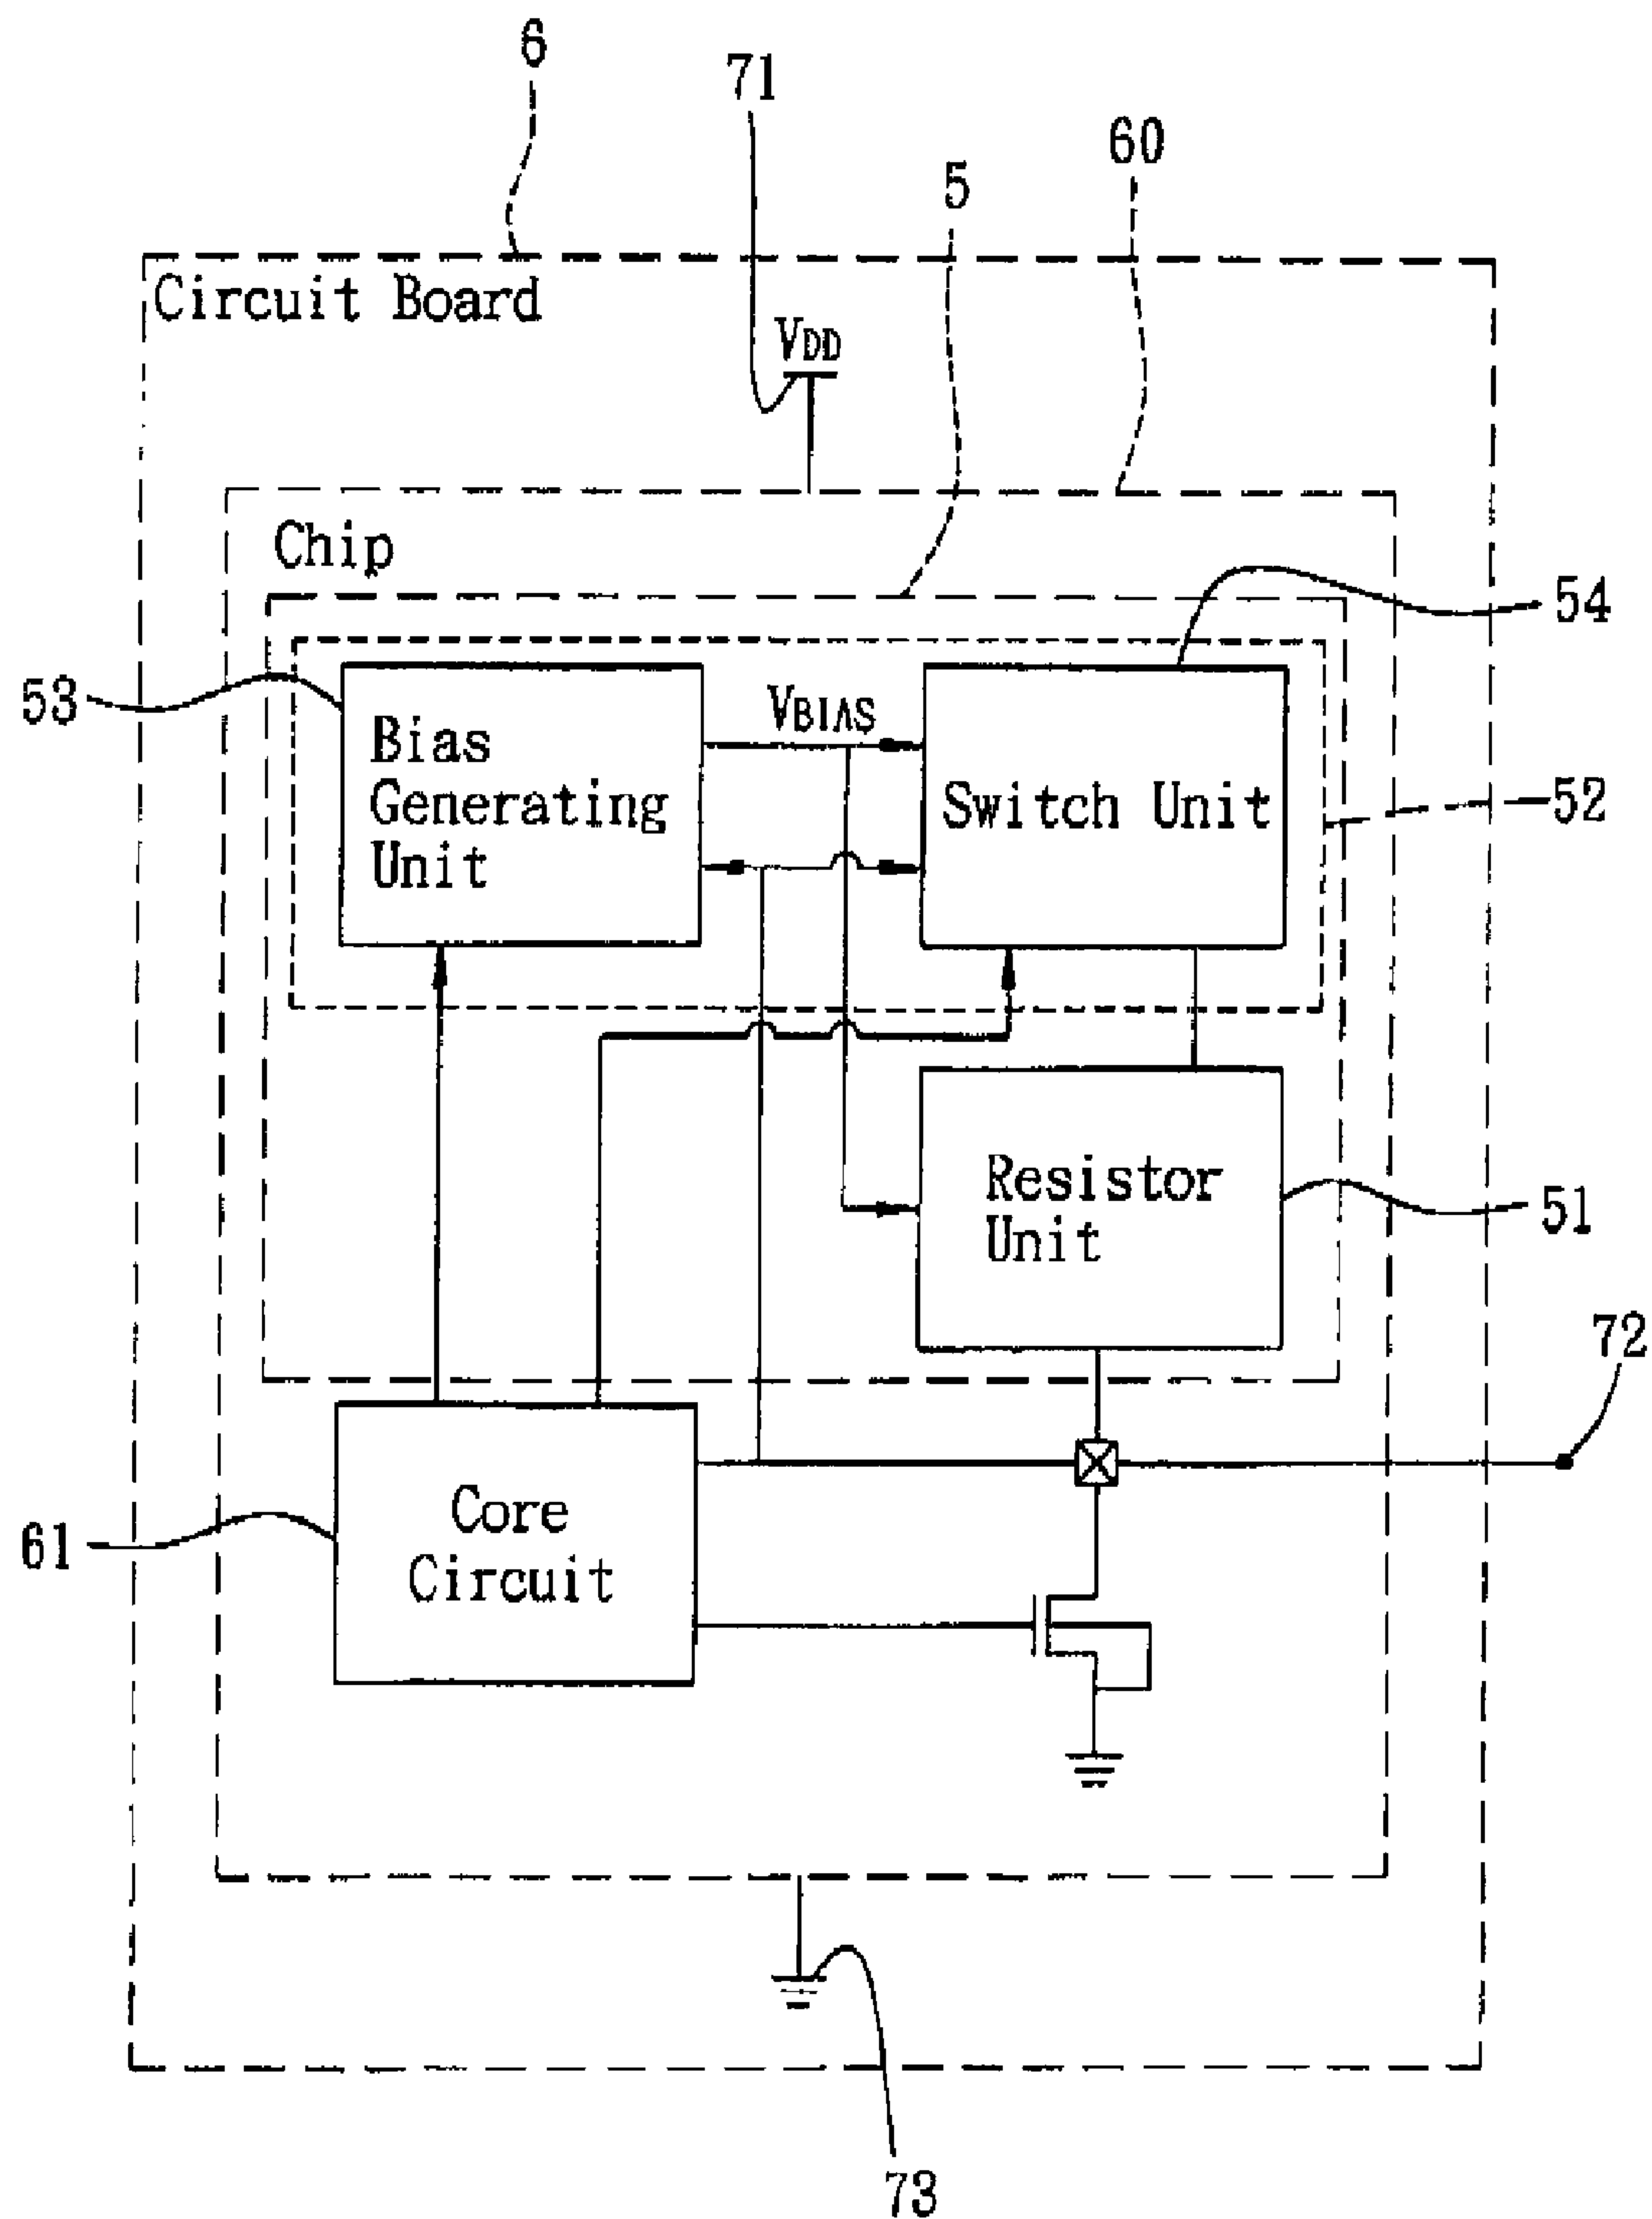 6
71
60
5
Circuit Board
VDD
Chip
54
53
VBIAS
Bias
Generating
Unit
Switch Unit
52
Resistor
Unit
51
72
Core
Circuit
61
73